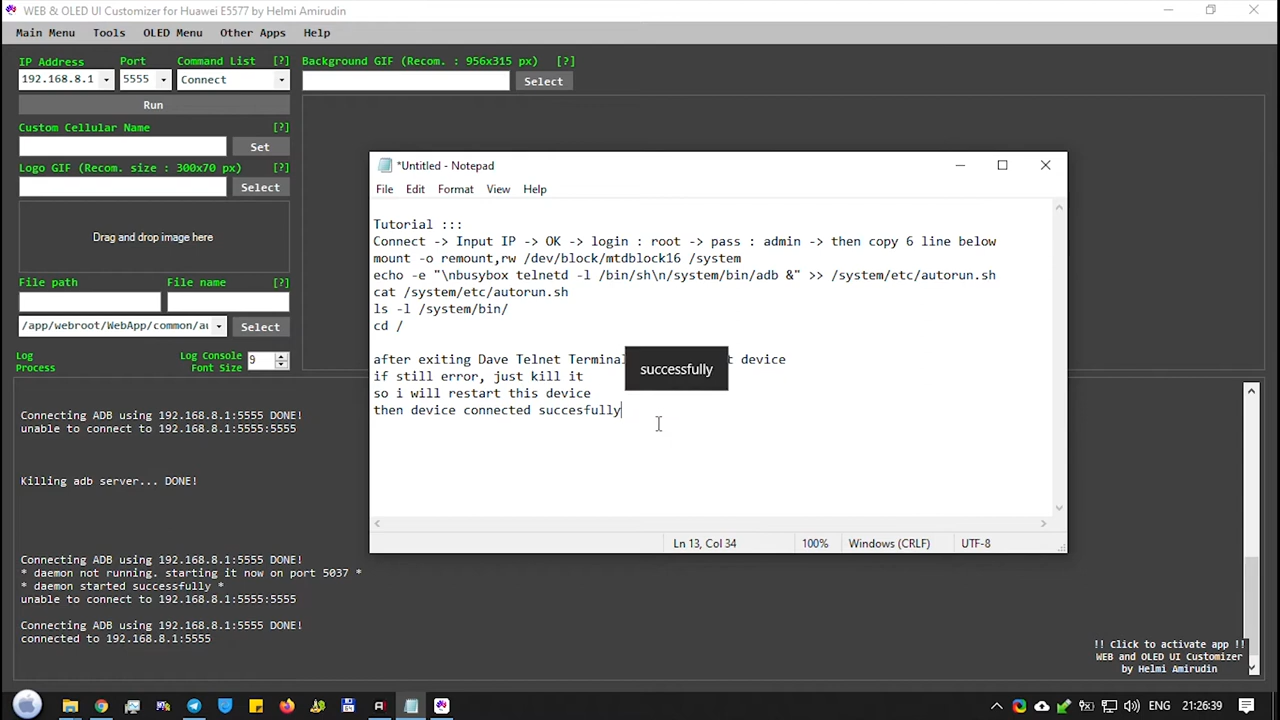 WEB & OLED UI Customizer for Huawei E5577 by Helmi Amirudin
Main Menu Tools OLED Menu Other Apps Help
IP Address Port Command List [?] Background GIF (Recom. : 956x315 px) [?]
192.168.8.1 5555 Connect Select
Run
Custom Cellular Name [?]
Set
Logo GIF (Recom. size : 300x70 px) [?]
Select
Drag and drop image here
File path File name [?]
/app/webroot/WebApp/common/au Select
Log Process
Log Console Font Size 9
Connecting ADB using 192.168.8.1:5555 DONE!
unable to connect to 192.168.8.1:5555:5555
Killing adb server... DONE!
Connecting ADB using 192.168.8.1:5555 DONE!
* daemon not running. starting it now on port 5037 *
* daemon started successfully *
unable to connect to 192.168.8.1:5555:5555
Connecting ADB using 192.168.8.1:5555 DONE!
connected to 192.168.8.1:5555
*Untitled - Notepad
File Edit Format View Help
Tutorial :::
Connect -> Input IP -> OK -> login : root -> pass : admin -> then copy 6 line below
mount -o remount,rw /dev/block/mtdblock16 /system
echo -e "\nbusybox telnetd -l /bin/sh\n/system/bin/adb &" >> /system/etc/autorun.sh
cat /system/etc/autorun.sh
ls -l /system/bin/
cd /
after exiting Dave Telnet Termina t device
if still error, just kill it
so i will restart this device
then device connected succesfully
successfully
Ln 13, Col 34 100% Windows (CRLF) UTF-8
!! Click to activate app !!
WEB and OLED UI Customizer
by Helmi Amirudin
ENG 21:26:39